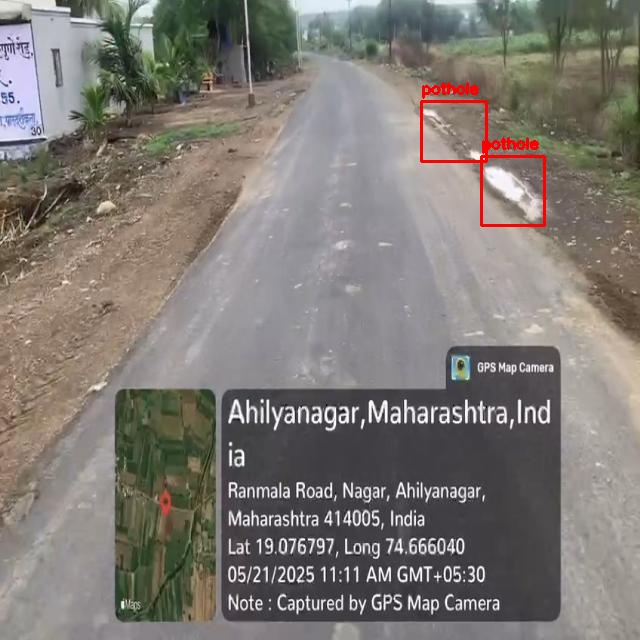 55.
30
pothole
pothole
GPS Map Camera
Ahilyanagar,Maharashtra,Ind
ia
Ranmala Road, Nagar, Ahilyanagar,
Maharashtra 414005, India
Lat 19.076797, Long 74.666040
05/21/2025 11:11 AM GMT+05:30
Note : Captured by GPS Map Camera
Maps